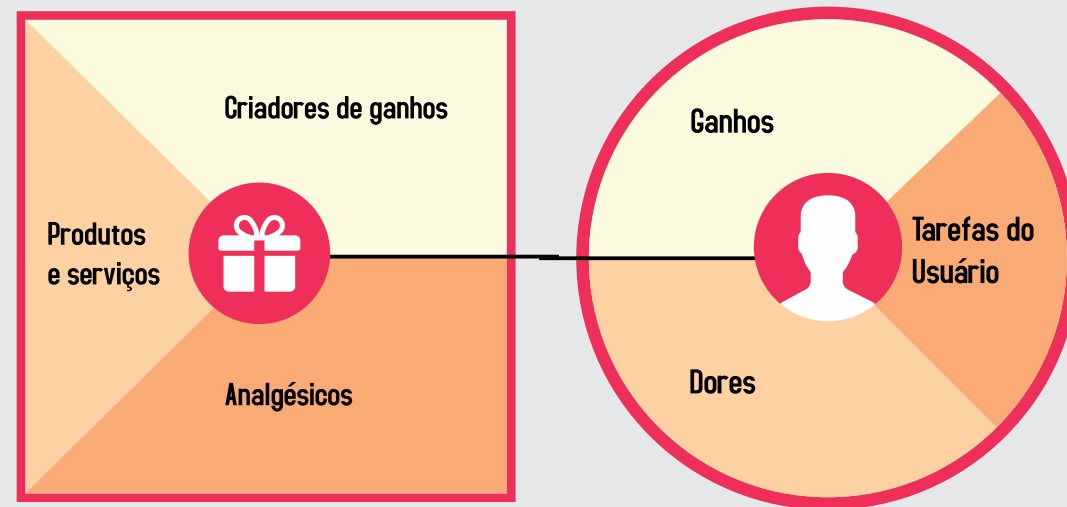 Criadores de ganhos
Produtos
e serviços
Analgésicos
Ganhos
Tarefas do
Usuário
Dores